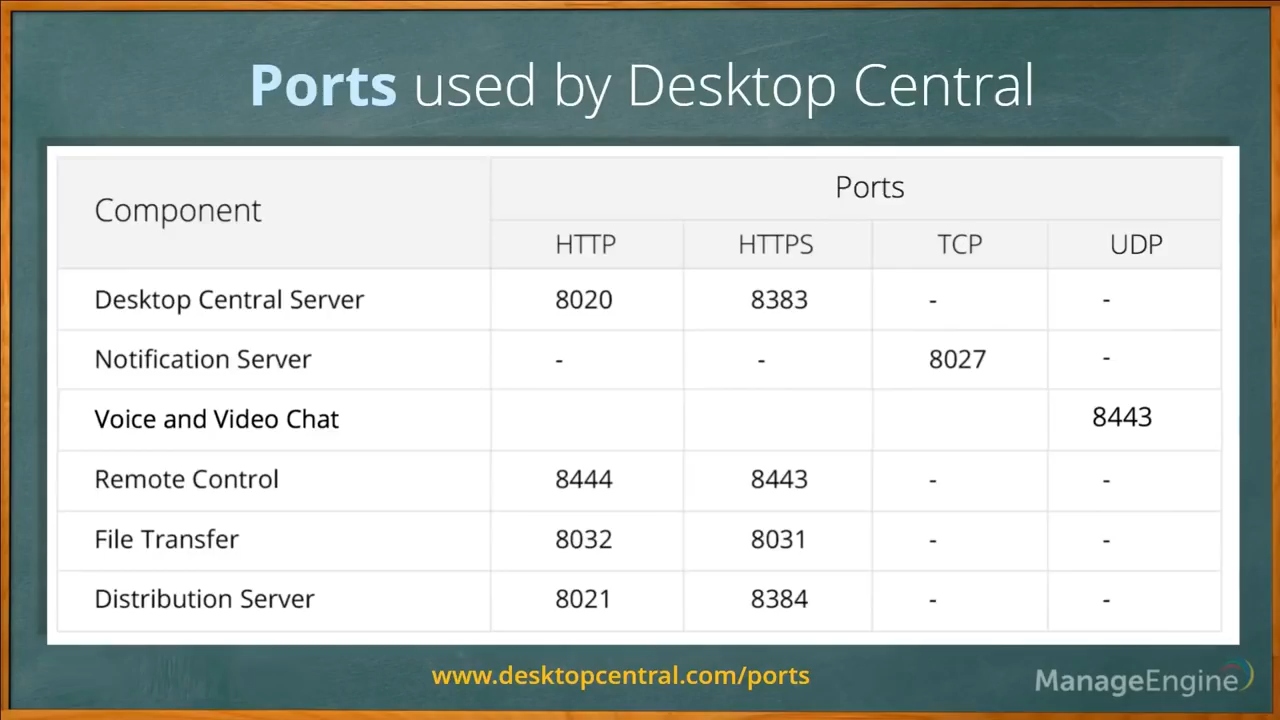 Ports used by Desktop Central
Component
Ports
HTTP HTTPS TCP UDP
Desktop Central Server 8020 8383 - -
Notification Server - - 8027 -
Voice and Video Chat 8443
Remote Control 8444 8443 - -
File Transfer 8032 8031 - -
Distribution Server 8021 8384 - -
www.desktopcentral.com/ports
ManageEngine